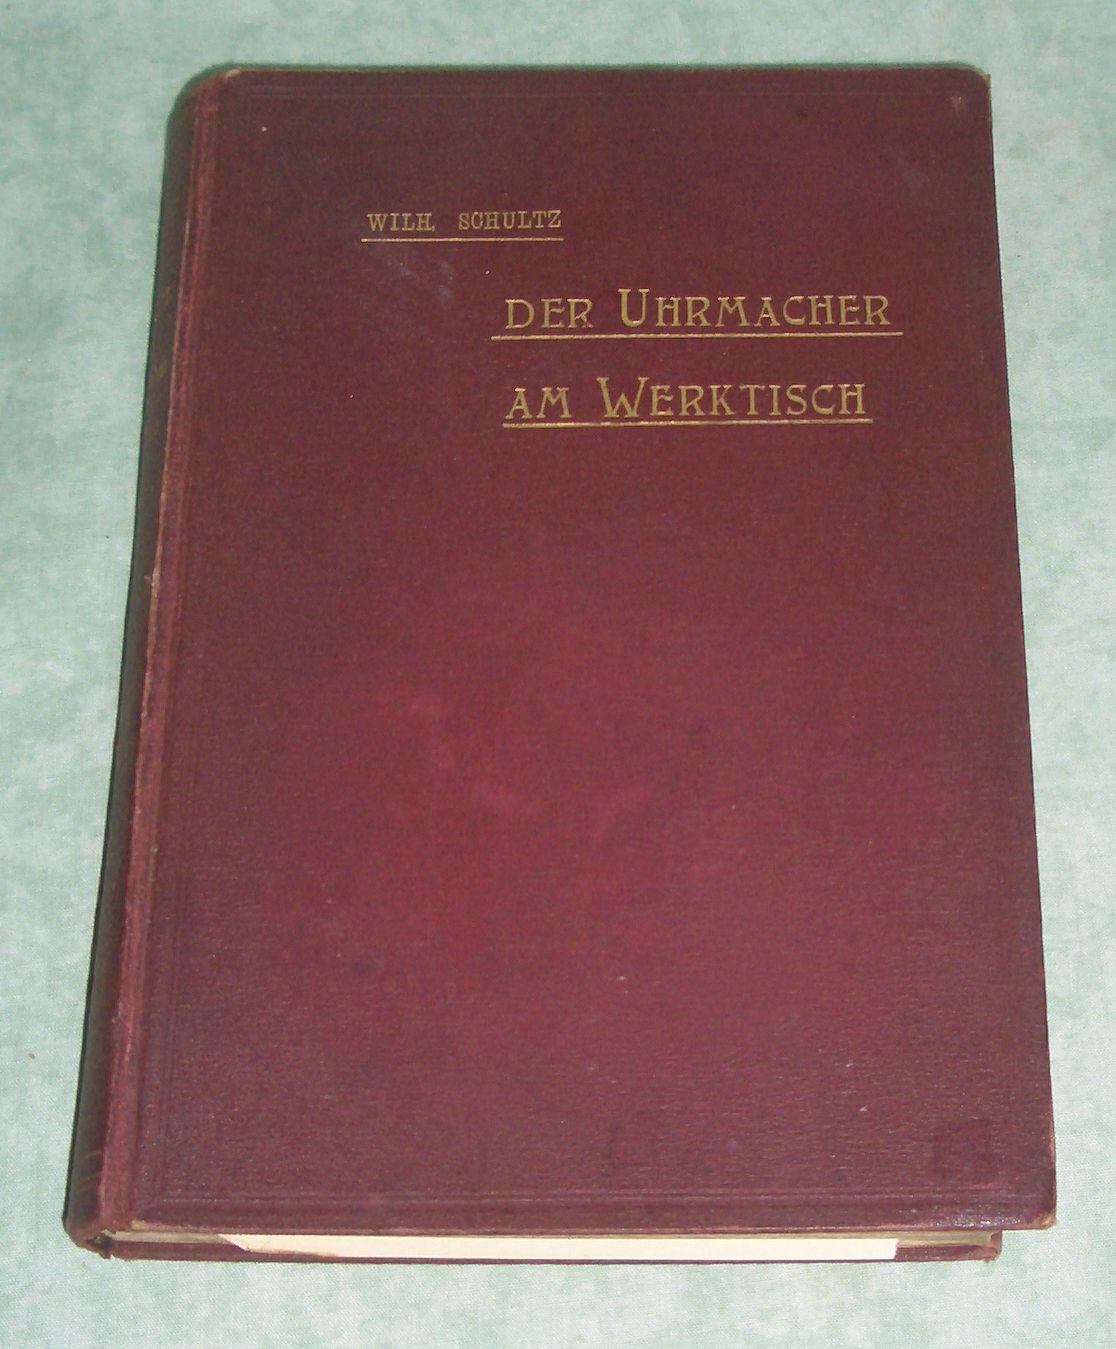 WILH. SCHULTZ
DER UHRMACHER
AM WERKTISCH